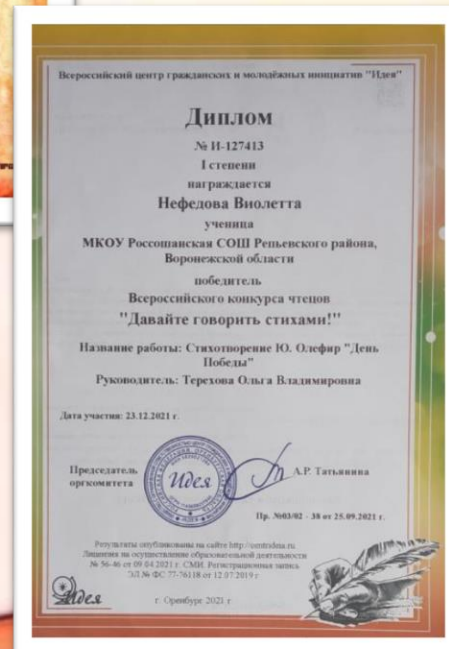 Всероссийский центр гражданских и молодёжных инициатив "Идея"
Диплом
№ И-127413
I степени
награждается
Нефедова Виолетта
ученица
МКОУ Россошанская СОШ Репьевского района,
Воронежской области
победитель
Всероссийского конкурса чтецов
"Давайте говорить стихами!"
Название работы: Стихотворение Ю. Олефир "День
Победы"
Руководитель: Терехова Ольга Владимировна
Дата участия: 23.12.2021 г.
Председатель
оргкомитета
Идея
А.Р. Татьянина
Пр. №03/02 - 38 от 25.09.2021 г.
Результаты опубликованы на сайте http://centrideia.ru.
Лицензия на осуществление образовательной деятельности
№ 56-46 от 09.04.2021 г. СМИ. Регистрационная запись
ЭЛ № ФС 77-76118 от 12.07.2019 г
Идея
г. Оренбург 2021 г